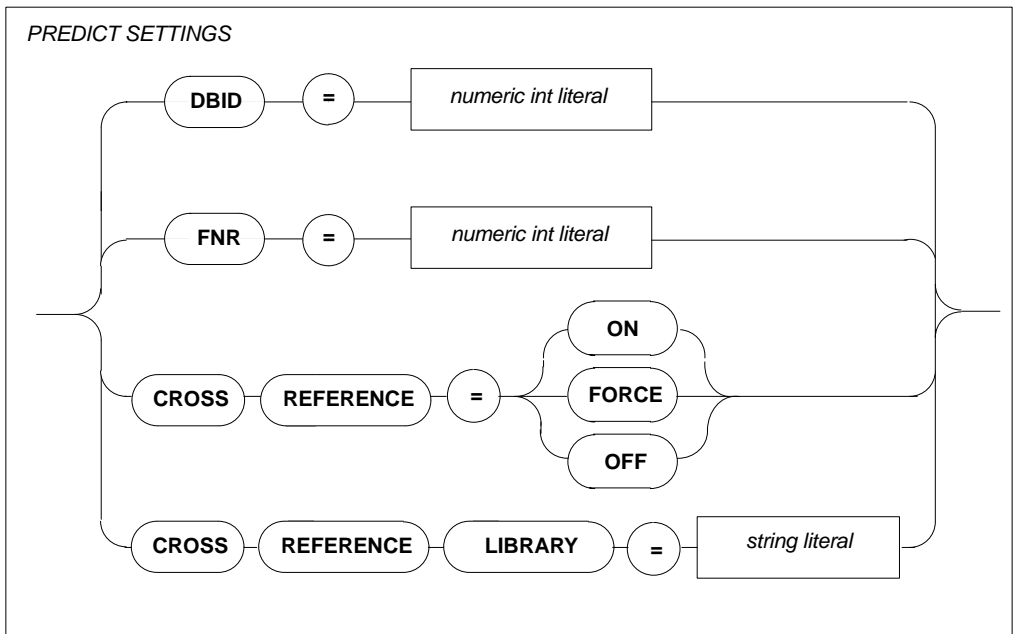 PREDICT SETTINGS
DBID = numeric int literal
FNR = numeric int literal
ON
CROSS REFERENCE = FORCE
OFF
CROSS REFERENCE LIBRARY = string literal